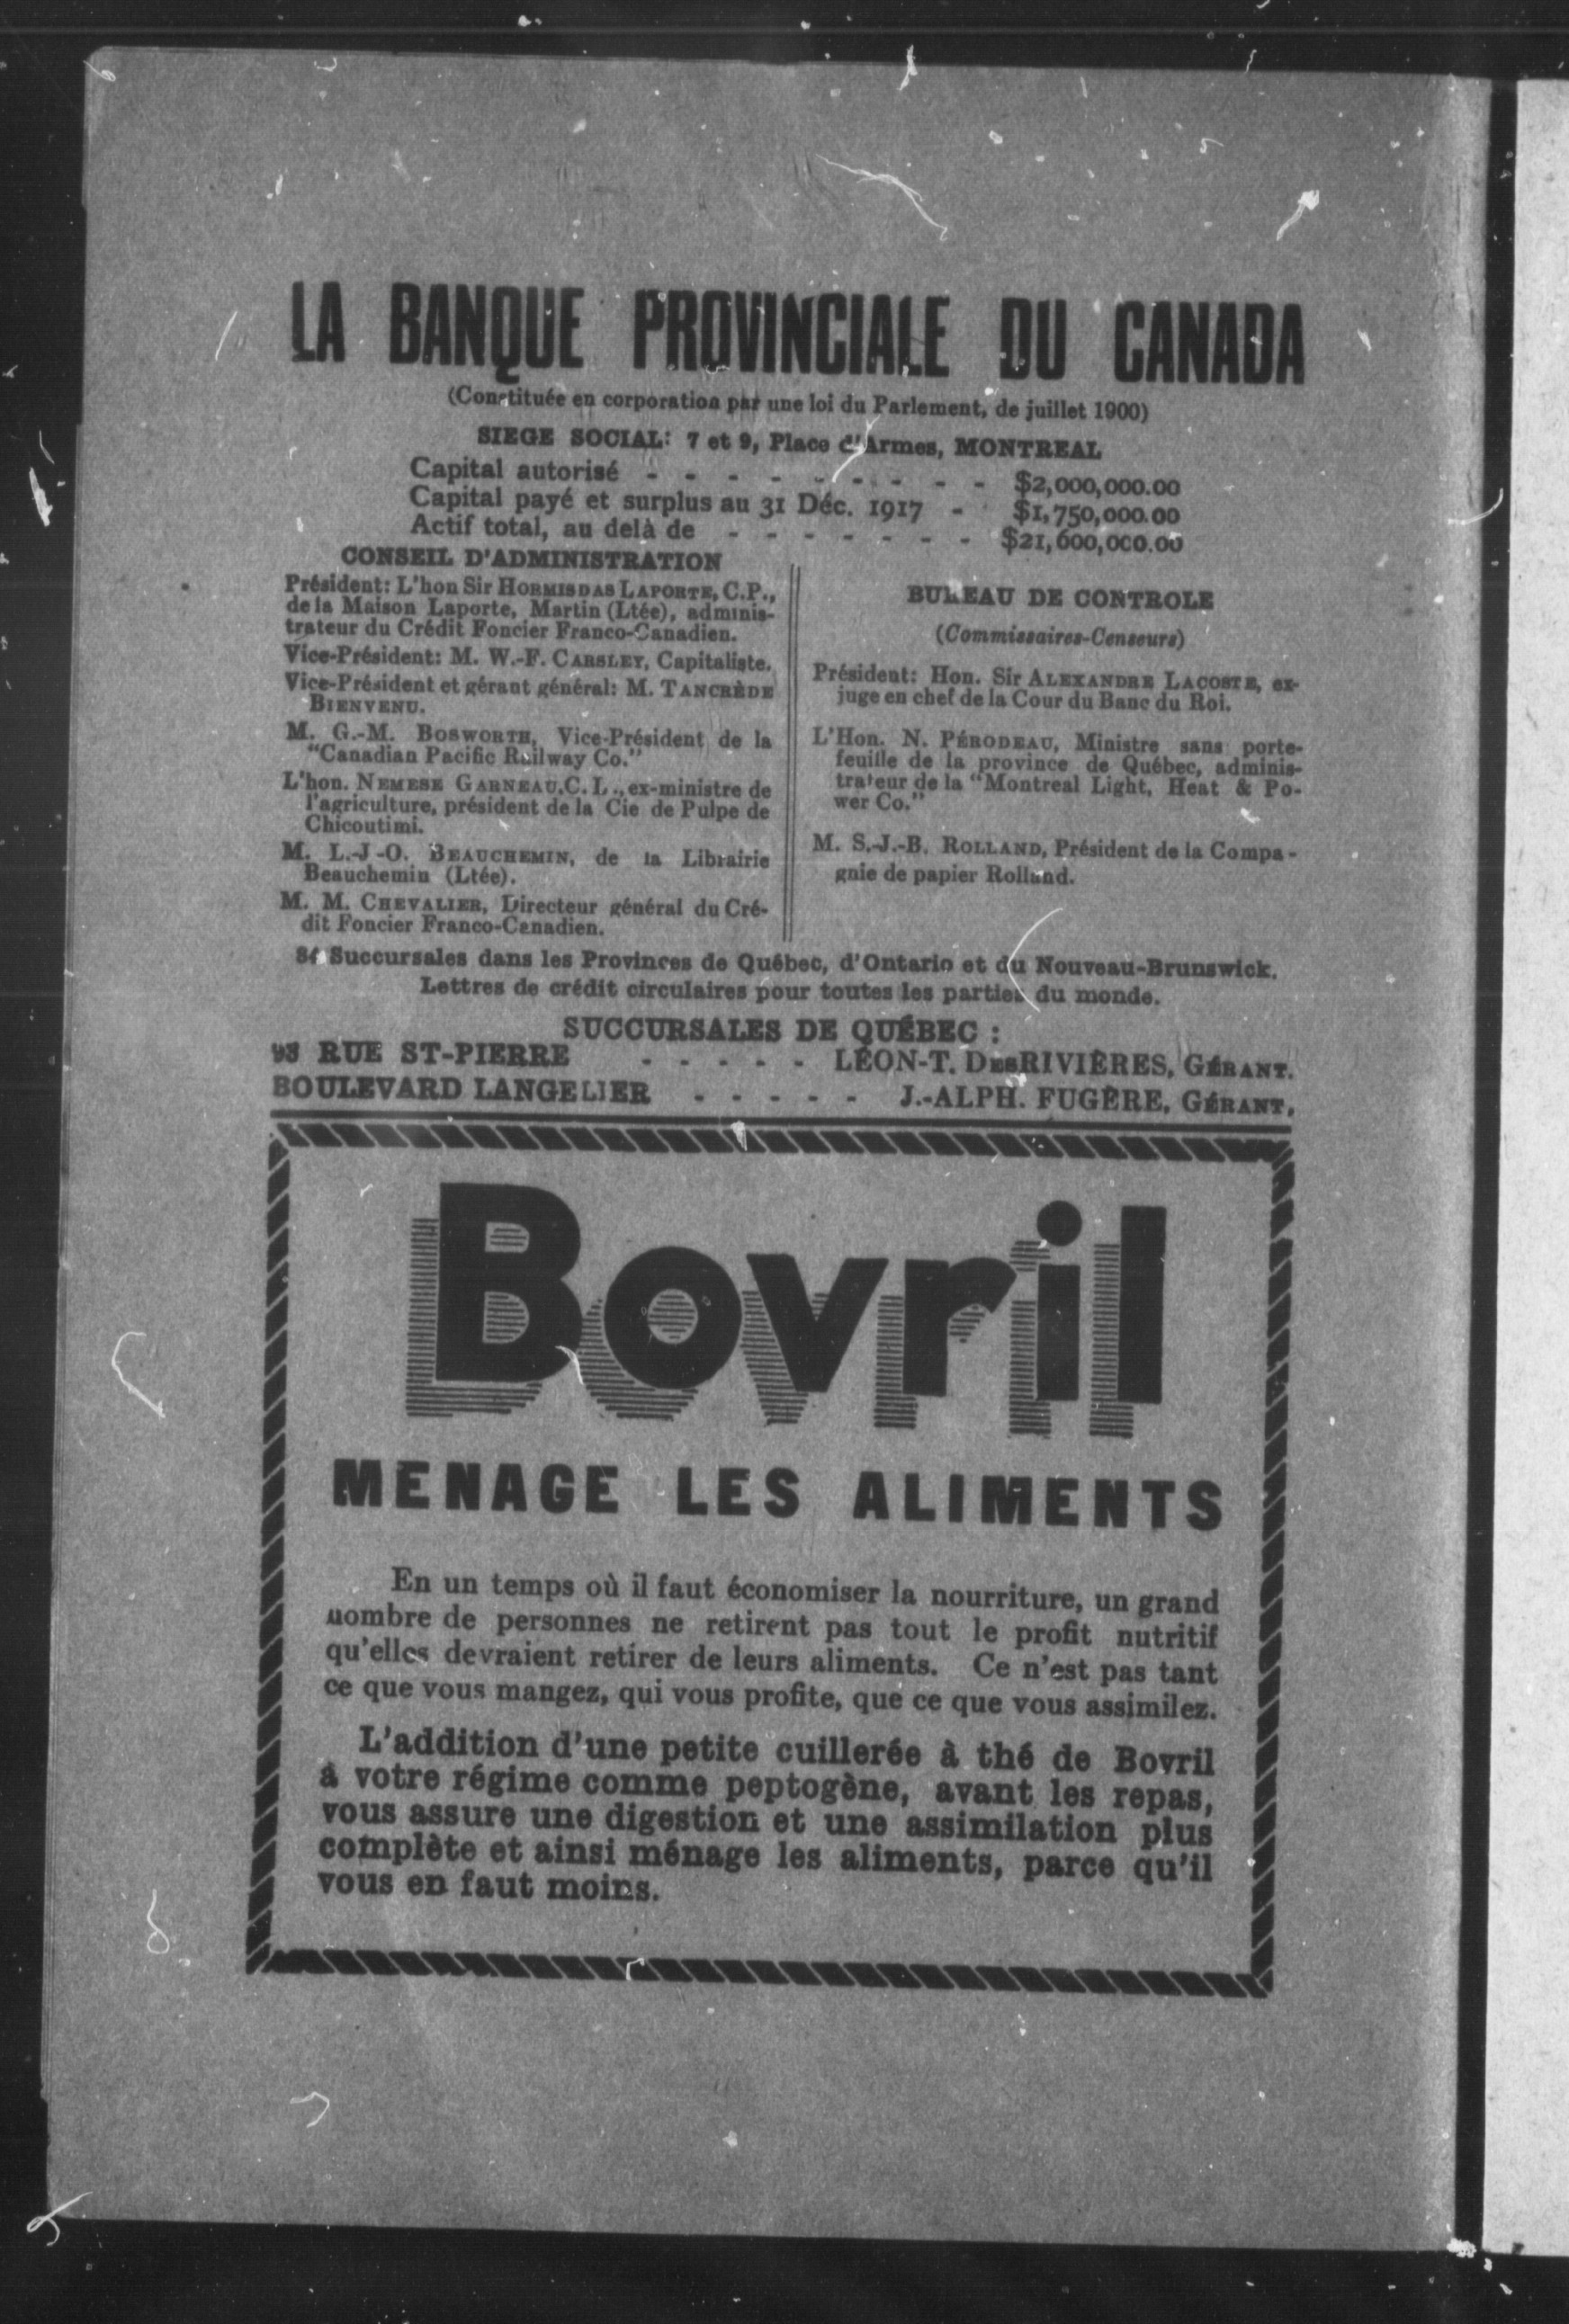 LA BANQUE PROVINCIALE DU CANADA
(Constituée en corporation par une loi du Parlement, de juillet 1900)
SIEGE SOCIAL: 7 et 9, Place d'Armes, MONTREAL
Capital autorisé - - - - - - - - - $2,000,000.00
Capital payé et surplus au 31 Déc. 1917 - $1,750,000.00
Actif total, au delà de - - - - - - - $21,600,000.00
CONSEIL D'ADMINISTRATION
Président: L'hon Sir HORMISDAS LAPORTE, C.P.,
de la Maison Laporte, Martin (Ltée), adminis-
trateur du Crédit Foncier Franco-Canadien.
Vice-Président: M. W.-F. CARSLEY, Capitaliste.
Vice-Président et gérant général: M. TANCRÈDE
BIENVENU.
M. G.-M. BOSWORTH, Vice-Président de la
"Canadian Pacific Railway Co."
L'hon. NEMESE GARNEAU, C. L., ex-ministre de
l'agriculture, président de la Cie de Pulpe de
Chicoutimi.
M. L.-J-O. BEAUCHEMIN, de la Librairie
Beauchemin (Ltée).
M. M. CHEVALIER, Directeur général du Cré-
dit Foncier Franco-Canadien.
BUREAU DE CONTROLE
(Commissaires-Censeurs)
Président: Hon. Sir ALEXANDRE LACOSTE, ex-
juge en chef de la Cour du Banc du Roi.
L'Hon. N. PÉRODEAU, Ministre sans porte-
feuille de la province de Québec, adminis-
trateur de la "Montreal Light, Heat & Po-
wer Co."
M. S.-J.-B. ROLLAND, Président de la Compa-
gnie de papier Rolland.
Succursales dans les Provinces de Québec, d'Ontario et du Nouveau-Brunswick.
Lettres de crédit circulaires pour toutes les parties du monde.
SUCCURSALES DE QUÉBEC :
RUE ST-PIERRE - - - - - LÉON-T. DESRIVIÈRES, GÉRANT.
BOULEVARD LANGELIER - - - - - J.-ALPH. FUGÈRE, GÉRANT,
Bovril
MENAGE LES ALIMENTS
En un temps où il faut économiser la nourriture, un grand
nombre de personnes ne retirent pas tout le profit nutritif
qu'elles devraient retirer de leurs aliments. Ce n'est pas tant
ce que vous mangez, qui vous profite, que ce que vous assimilez.
L'addition d'une petite cuillerée à thé de Bovril
à votre régime comme peptogène, avant les repas,
vous assure une digestion et une assimilation plus
complète et ainsi ménage les aliments, parce qu'il
vous en faut moins.